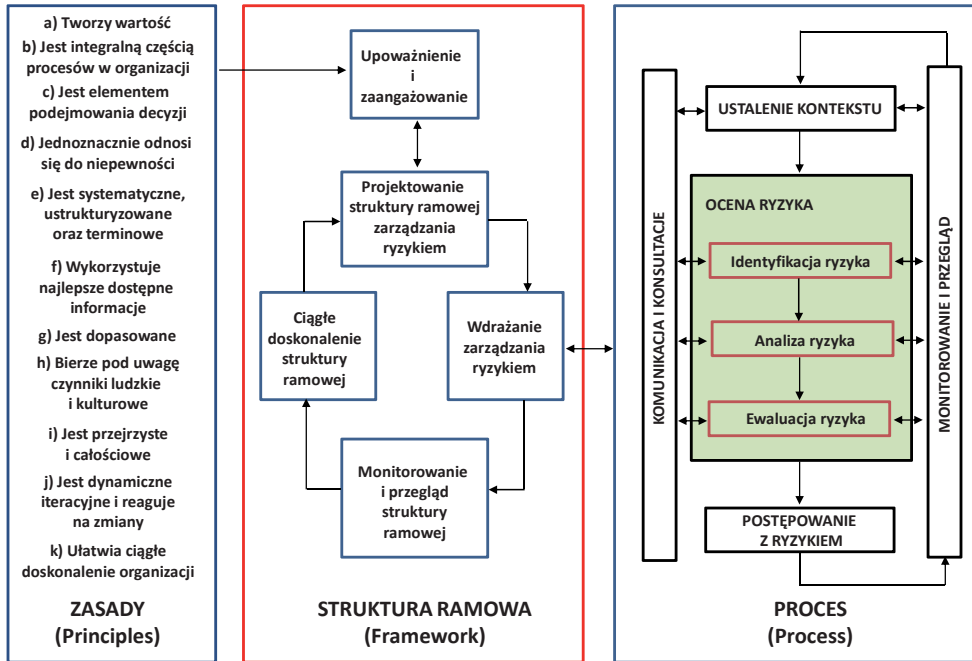 a) Tworzy wartość
b) Jest integralną częścią
procesów w organizacji
c) Jest elementem
podejmowania decyzji
d) Jednoznacznie odnosi
się do niepewności
e) Jest systematyczne,
ustrukturyzowane
oraz terminowe
f) Wykorzystuje
najlepsze dostępne
informacje
g) Jest dopasowane
h) Bierze pod uwagę
czynniki ludzkie
i kulturowe
i) Jest przejrzyste
i całościowe
j) Jest dynamiczne
iteracyjne i reaguje
na zmiany
k) Ułatwia ciągłe
doskonalenie organizacji
ZASADY
(Principles)
Upoważnienie
i
zaangażowanie
Projektowanie
struktury ramowej
zarządzania
ryzykiem
Ciągłe
doskonalenie
struktury
ramowej
Wdrażanie
zarządzania
ryzykiem
Monitorowanie
i przegląd
struktury
ramowej
STRUKTURA RAMOWA
(Framework)
KOMUNIKACJA I KONSULTACJE
USTALENIE KONTEKSTU
OCENA RYZYKA
Identyfikacja ryzyka
Analiza ryzyka
Ewaluacja ryzyka
POSTĘPOWANIE
Z RYZYKIEM
MONITOROWANIE I PRZEGLĄD
PROCES
(Process)